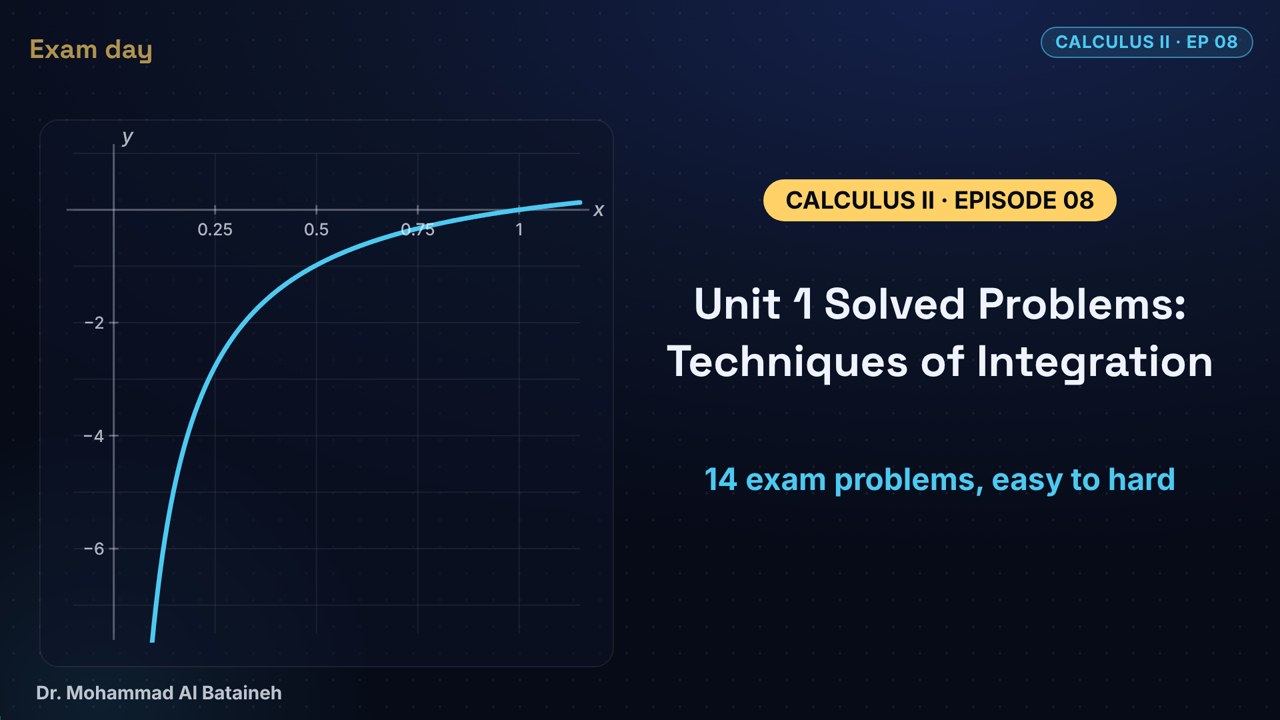 Exam day
CALCULUS II · EP 08
y
x
0.25
0.5
0.75
1
−2
−4
−6
CALCULUS II · EPISODE 08
Unit 1 Solved Problems:
Techniques of Integration
14 exam problems, easy to hard
Dr. Mohammad Al Bataineh